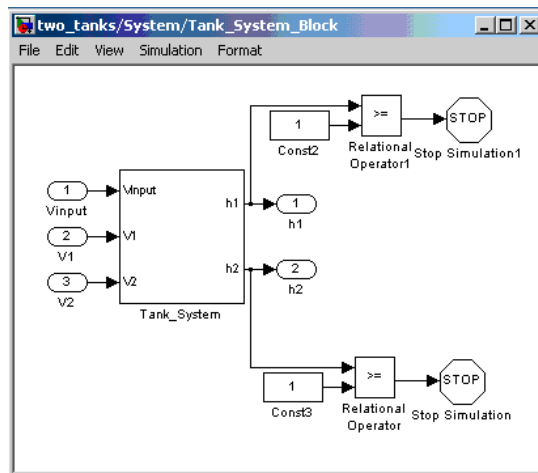 two_tanks/System/Tank_System_Block
File Edit View Simulation Format
1
Const2
>=
Relational
Operator1
STOP
Stop Simulation1
1
Vinput
2
V1
3
V2
Vinput
V1
V2
h1
h2
Tank_System
1
h1
2
h2
1
Const3
>=
Relational
Operator
STOP
Stop Simulation